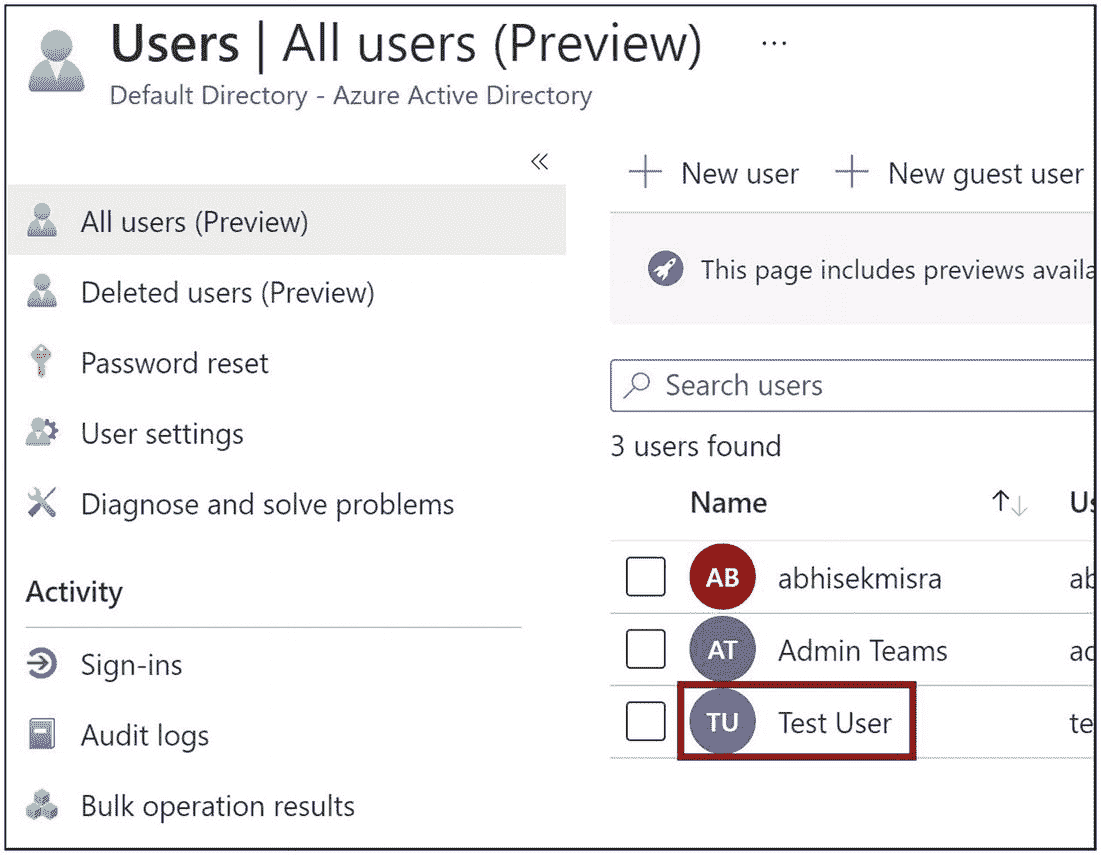 Users | All users (Preview) ...
Default Directory - Azure Active Directory
«
All users (Preview)
Deleted users (Preview)
Password reset
User settings
Diagnose and solve problems
Activity
Sign-ins
Audit logs
Bulk operation results
+ New user + New guest user
This page includes previews availa
Search users
3 users found
Name ↑↓ Us
AB abhisekmisra ab
AT Admin Teams ad
TU Test User te